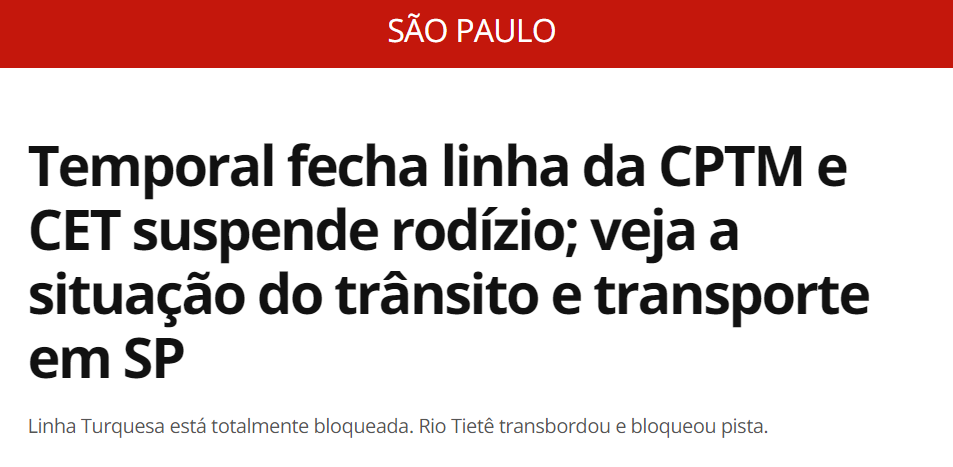 SÃO PAULO
Temporal fecha linha da CPTM e
CET suspende rodízio; veja a
situação do trânsito e transporte
em SP
Linha Turquesa está totalmente bloqueada. Rio Tietê transbordou e bloqueou pista.